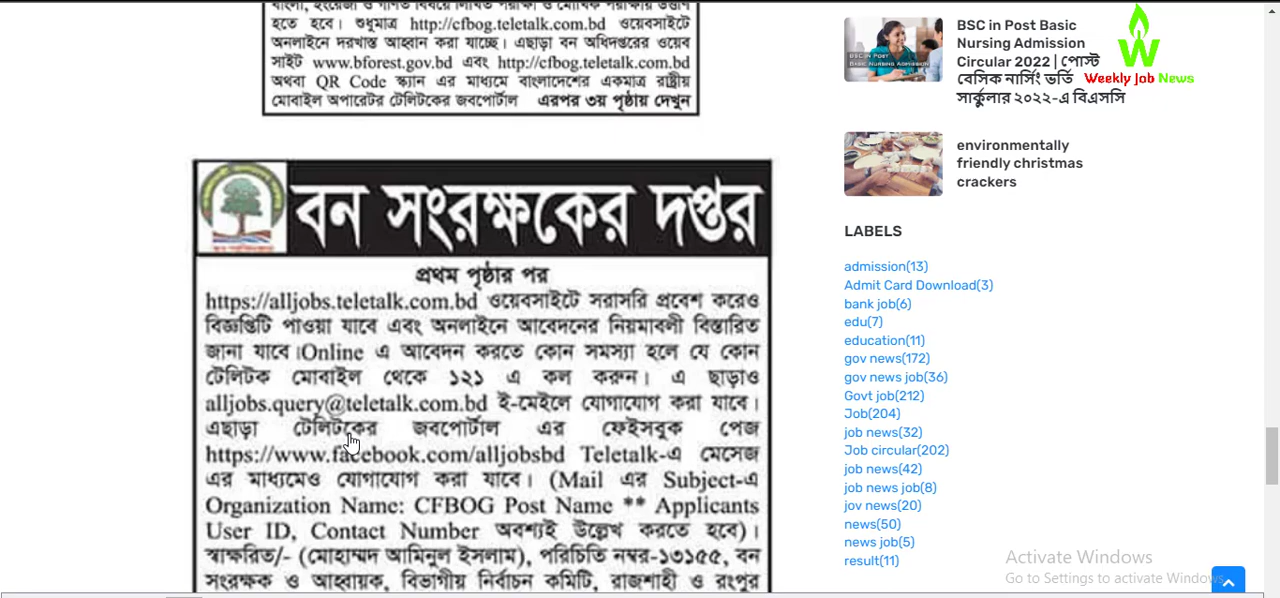 বাংলা, ইংরেজী ও গণিত বিষয়ে লিখিত পরীক্ষা ও মৌখিক পরীক্ষায় উত্তীর্ণ
হতে হবে। শুধুমাত্র http://cfbog.teletalk.com.bd ওয়েবসাইটে
অনলাইনে দরখাস্ত আহ্বান করা যাচ্ছে। এছাড়া বন অধিদপ্তরের ওয়েব
সাইট www.bforest.gov.bd এবং http://cfbog.teletalk.com.bd
অথবা QR Code স্ক্যান এর মাধ্যমে বাংলাদেশের একমাত্র রাষ্ট্রীয়
মোবাইল অপারেটর টেলিটকের জবপোর্টাল এরপর ৩য় পৃষ্ঠায় দেখুন
বন সংরক্ষকের দপ্তর
প্রথম পৃষ্ঠার পর
https://alljobs.teletalk.com.bd ওয়েবসাইটে সরাসরি প্রবেশ করেও
বিজ্ঞপ্তিটি পাওয়া যাবে এবং অনলাইনে আবেদনের নিয়মাবলী বিস্তারিত
জানা যাবে।Online এ আবেদন করতে কোন সমস্যা হলে যে কোন
টেলিটক মোবাইল থেকে ১২১ এ কল করুন। এ ছাড়াও
alljobs.query@teletalk.com.bd ই-মেইলে যোগাযোগ করা যাবে।
এছাড়া টেলিটকের জবপোর্টাল এর ফেইসবুক পেজ
https://www.facebook.com/alljobsbd Teletalk-এ মেসেজ
এর মাধ্যমেও যোগাযোগ করা যাবে। (Mail এর Subject-এ
Organization Name: CFBOG Post Name ** Applicants
User ID, Contact Number অবশ্যই উল্লেখ করতে হবে)।
স্বাক্ষরিত/- (মোহাম্মদ আমিনুল ইসলাম), পরিচিতি নম্বর-১৩১৫৫, বন
সংরক্ষক ও আহ্বায়ক, বিভাগীয় নির্বাচন কমিটি, রাজশাহী ও রংপুর
BSC IN POST
BASIC NURSING ADMISSION
BSC in Post Basic
Nursing Admission
Circular 2022 | পোস্ট
বেসিক নার্সিং ভর্তি
সার্কুলার ২০২২-এ বিএসসি
W
Weekly Job News
environmentally
friendly christmas
crackers
LABELS
admission(13)
Admit Card Download(3)
bank job(6)
edu(7)
education(11)
gov news(172)
gov news job(36)
Govt job(212)
Job(204)
job news(32)
Job circular(202)
job news(42)
job news job(8)
jov news(20)
news(50)
news job(5)
result(11)
Activate Windows
Go to Settings to activate Windows.